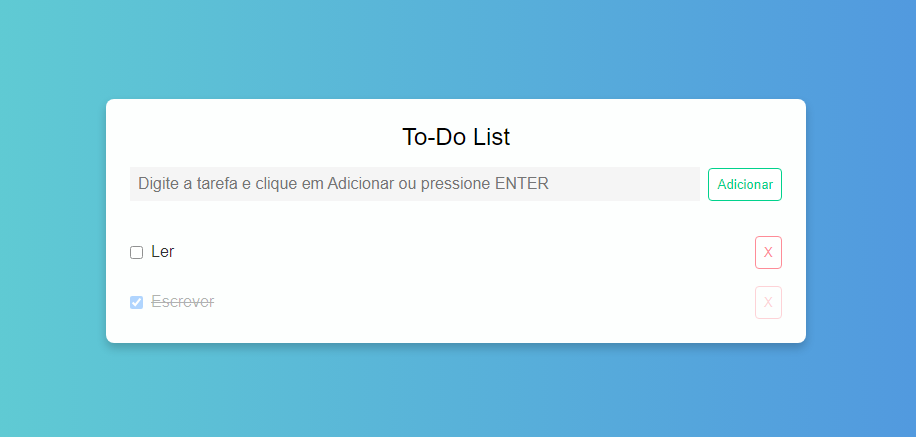 To-Do List
Digite a tarefa e clique em Adicionar ou pressione ENTER
Adicionar
Ler
X
Escrever
X